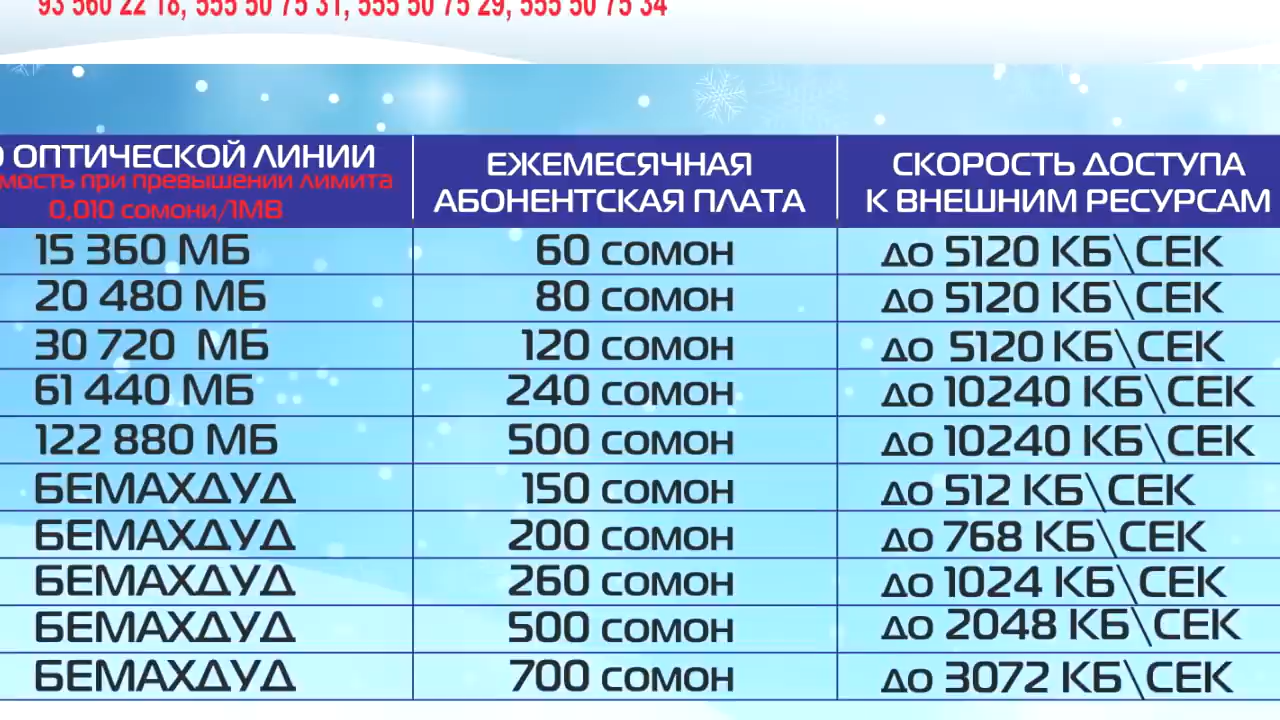 93 560 22 18, 555 50 75 31, 555 50 75 29, 555 50 75 34
ОПТИЧЕСКОЙ ЛИНИИ
при превышении лимита
0,010 сомони/1МВ
ЕЖЕМЕСЯЧНАЯ
АБОНЕНТСКАЯ ПЛАТА
СКОРОСТЬ ДОСТУПА
К ВНЕШНИМ РЕСУРСАМ
15 360 МБ 60 сомон до 5120 КБ\СЕК
20 480 МБ 80 сомон до 5120 КБ\СЕК
30 720 МБ 120 сомон до 5120 КБ\СЕК
61 440 МБ 240 сомон до 10240 КБ\СЕК
122 880 МБ 500 сомон до 10240 КБ\СЕК
БЕМАХДУД 150 сомон до 512 КБ\СЕК
БЕМАХДУД 200 сомон до 768 КБ\СЕК
БЕМАХДУД 260 сомон до 1024 КБ\СЕК
БЕМАХДУД 500 сомон до 2048 КБ\СЕК
БЕМАХДУД 700 сомон до 3072 КБ\СЕК